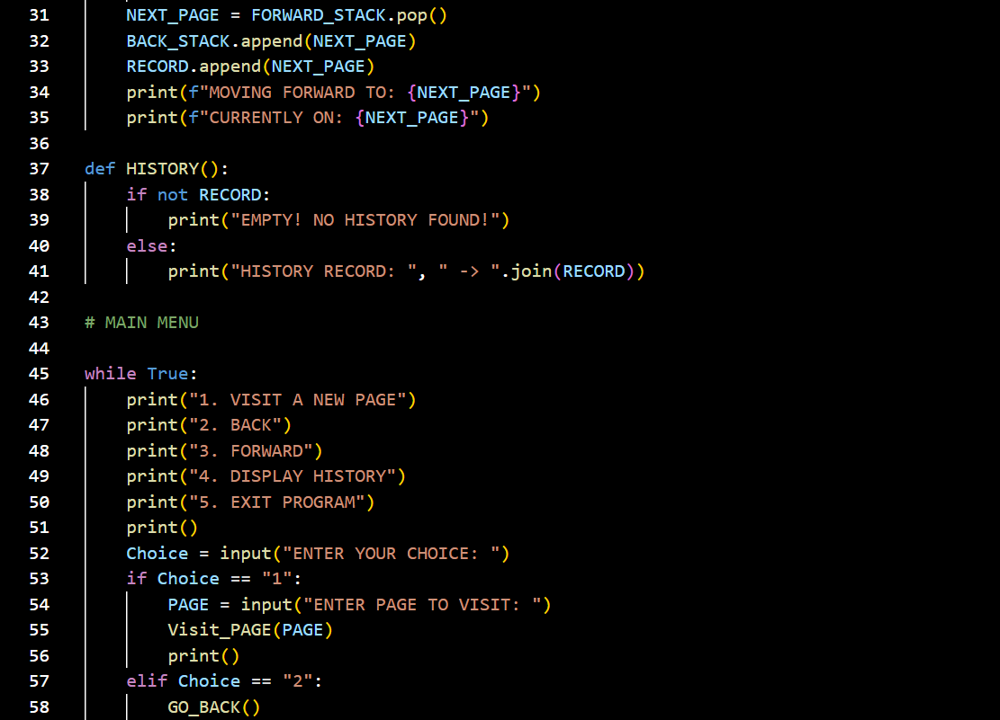 31 NEXT_PAGE = FORWARD_STACK.pop()
32 BACK_STACK.append(NEXT_PAGE)
33 RECORD.append(NEXT_PAGE)
34 print(f"MOVING FORWARD TO: {NEXT_PAGE}")
35 print(f"CURRENTLY ON: {NEXT_PAGE}")
36
37 def HISTORY():
38 if not RECORD:
39 print("EMPTY! NO HISTORY FOUND!")
40 else:
41 print("HISTORY RECORD: ", " -> ".join(RECORD))
42
43 # MAIN MENU
44
45 while True:
46 print("1. VISIT A NEW PAGE")
47 print("2. BACK")
48 print("3. FORWARD")
49 print("4. DISPLAY HISTORY")
50 print("5. EXIT PROGRAM")
51 print()
52 Choice = input("ENTER YOUR CHOICE: ")
53 if Choice == "1":
54 PAGE = input("ENTER PAGE TO VISIT: ")
55 Visit_PAGE(PAGE)
56 print()
57 elif Choice == "2":
58 GO_BACK()